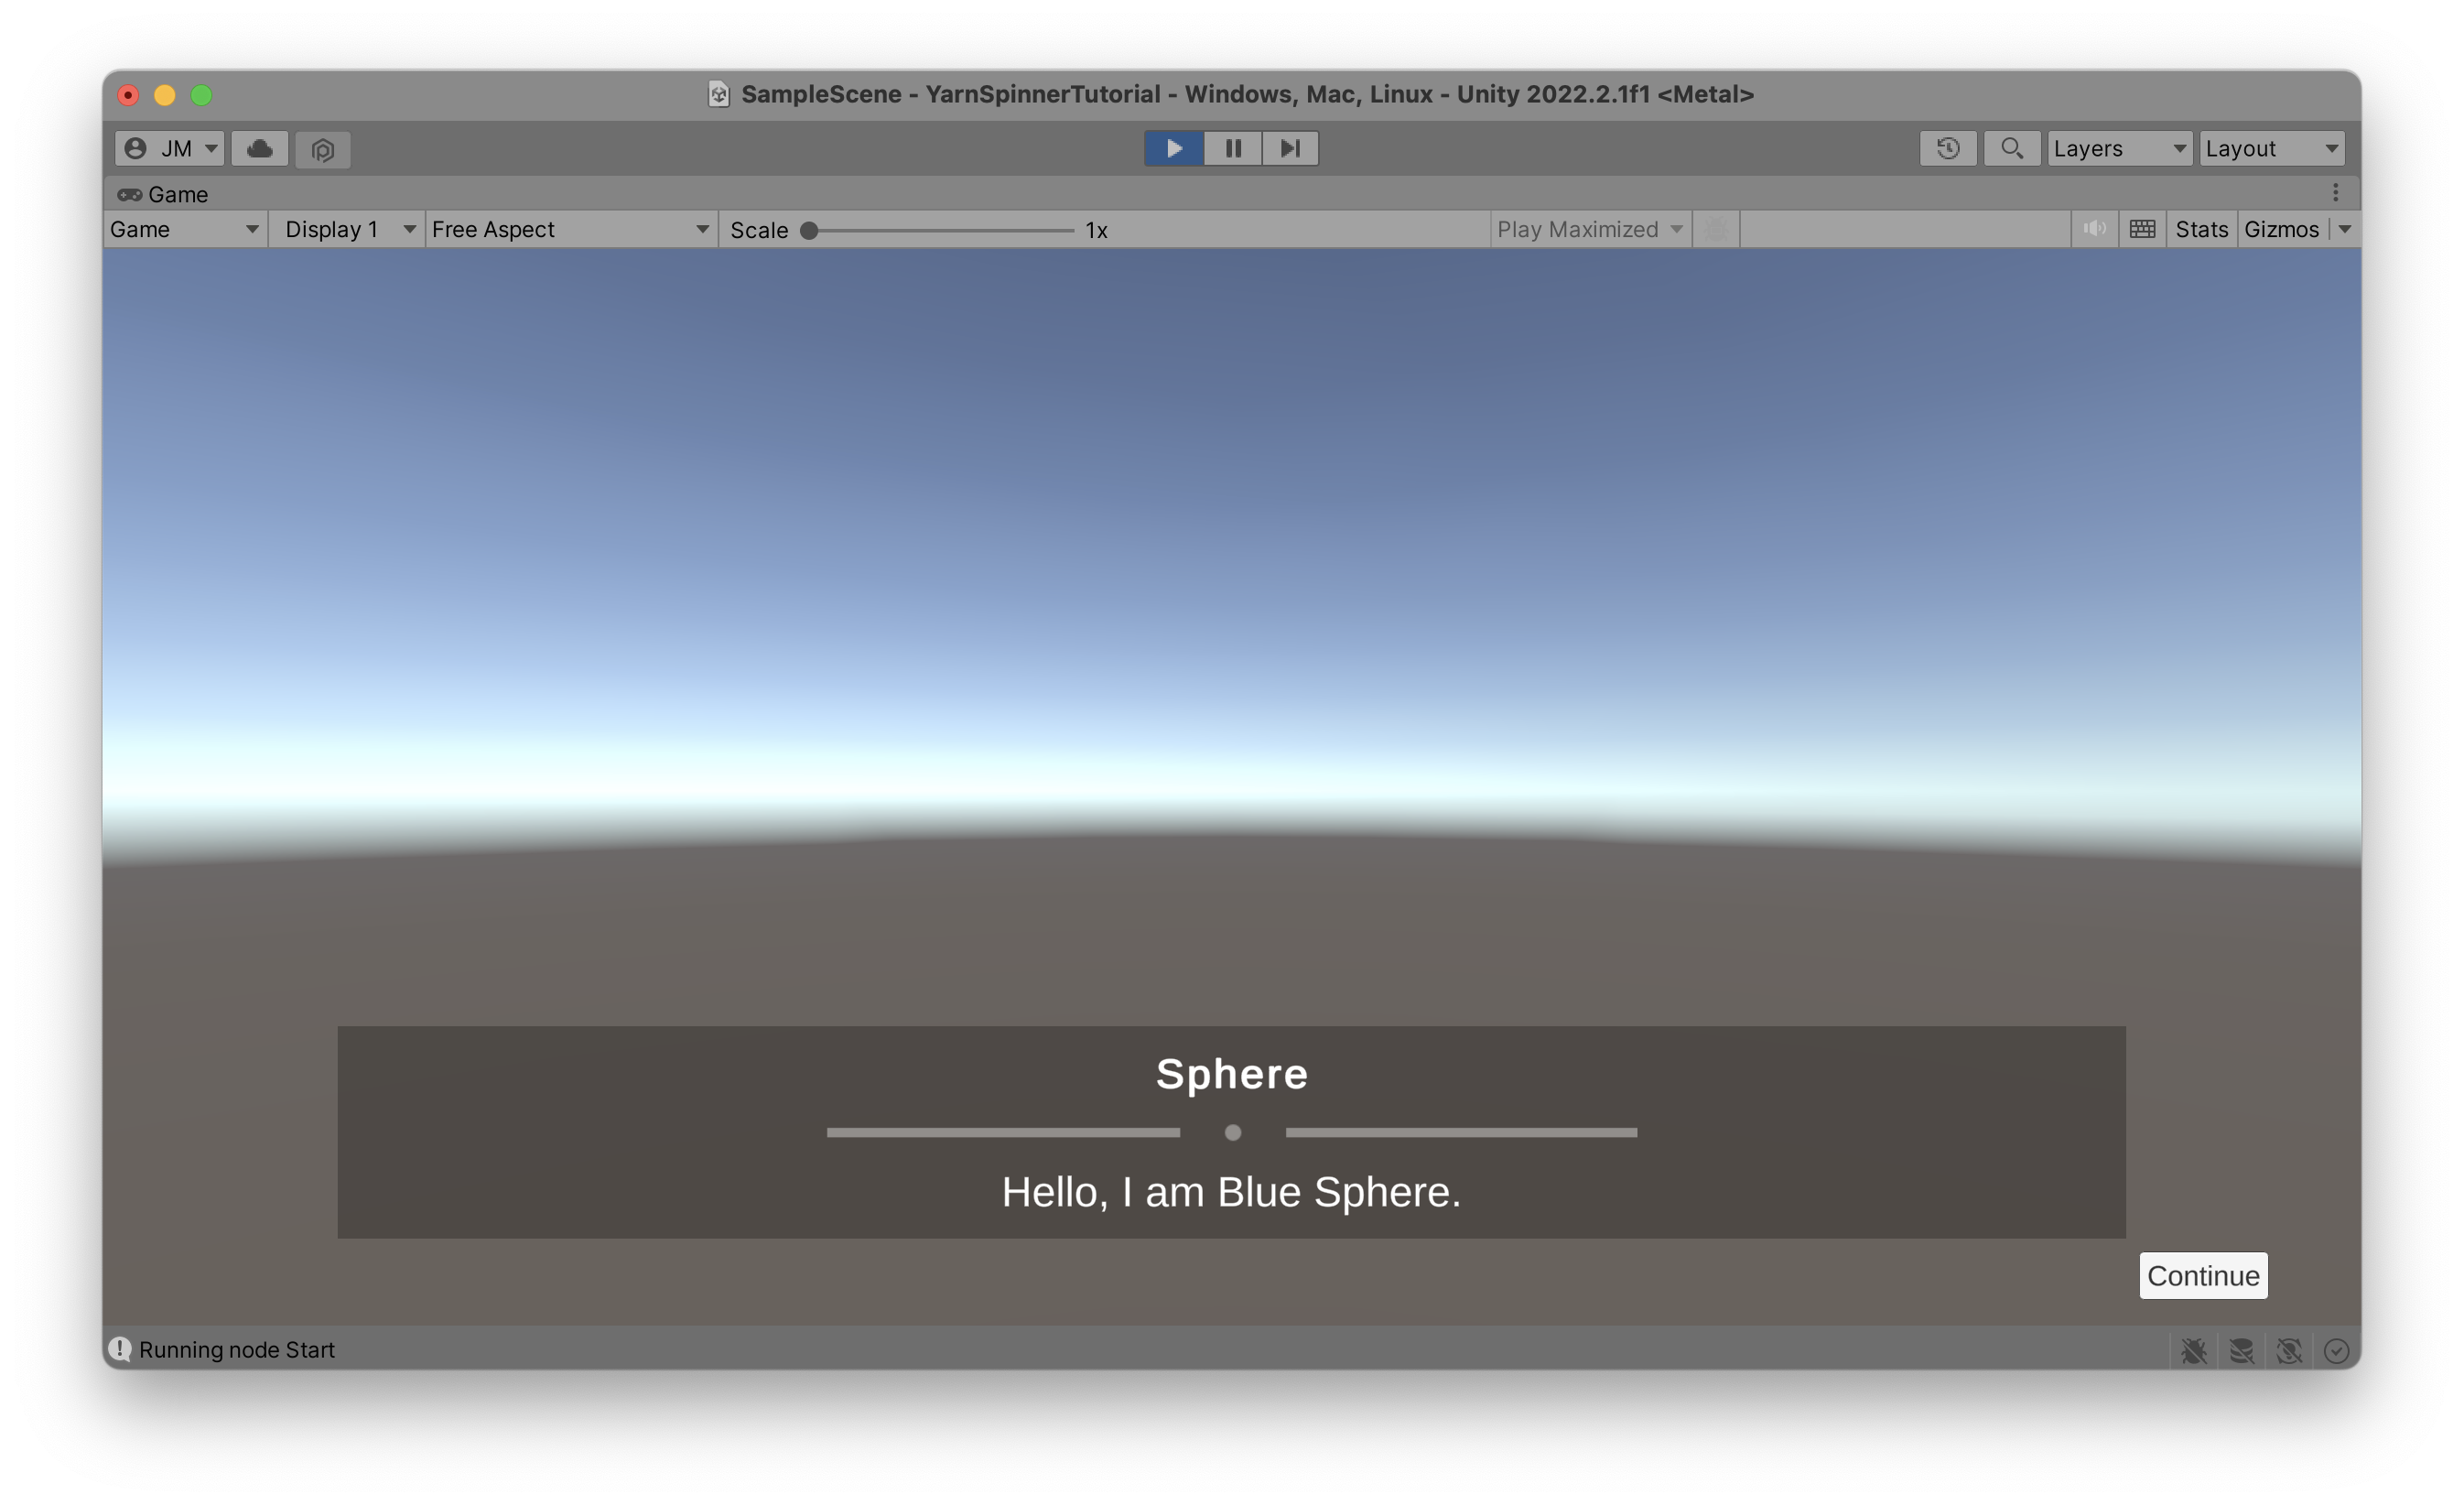 SampleScene - YarnSpinnerTutorial - Windows, Mac, Linux - Unity 2022.2.1f1 <Metal>
JM Layers Layout
Game
Game Display 1 Free Aspect Scale 1x Play Maximized Stats Gizmos
Sphere
Hello, I am Blue Sphere.
Continue
Running node Start